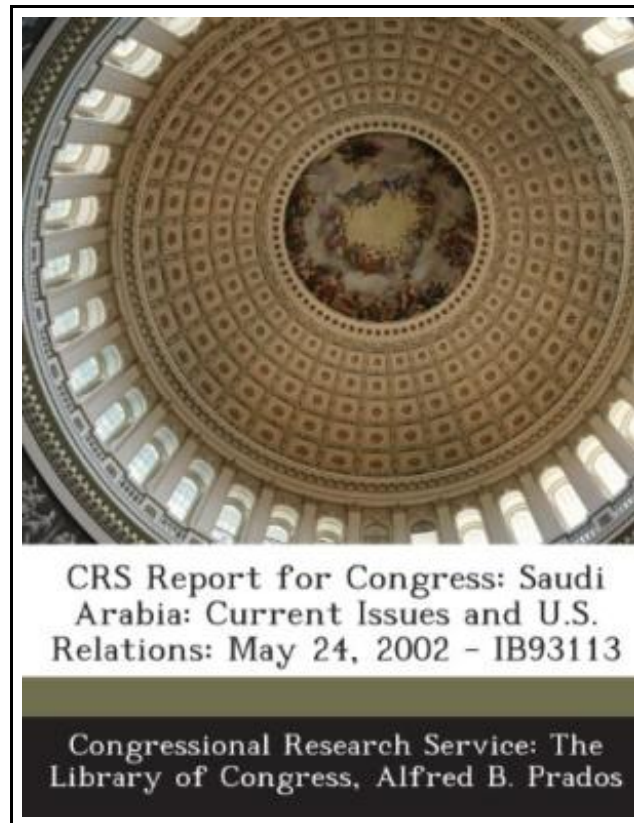 CRS Report for Congress: Saudi
Arabia: Current Issues and U.S.
Relations: May 24, 2002 - IB93113
Congressional Research Service: The
Library of Congress, Alfred B. Prados